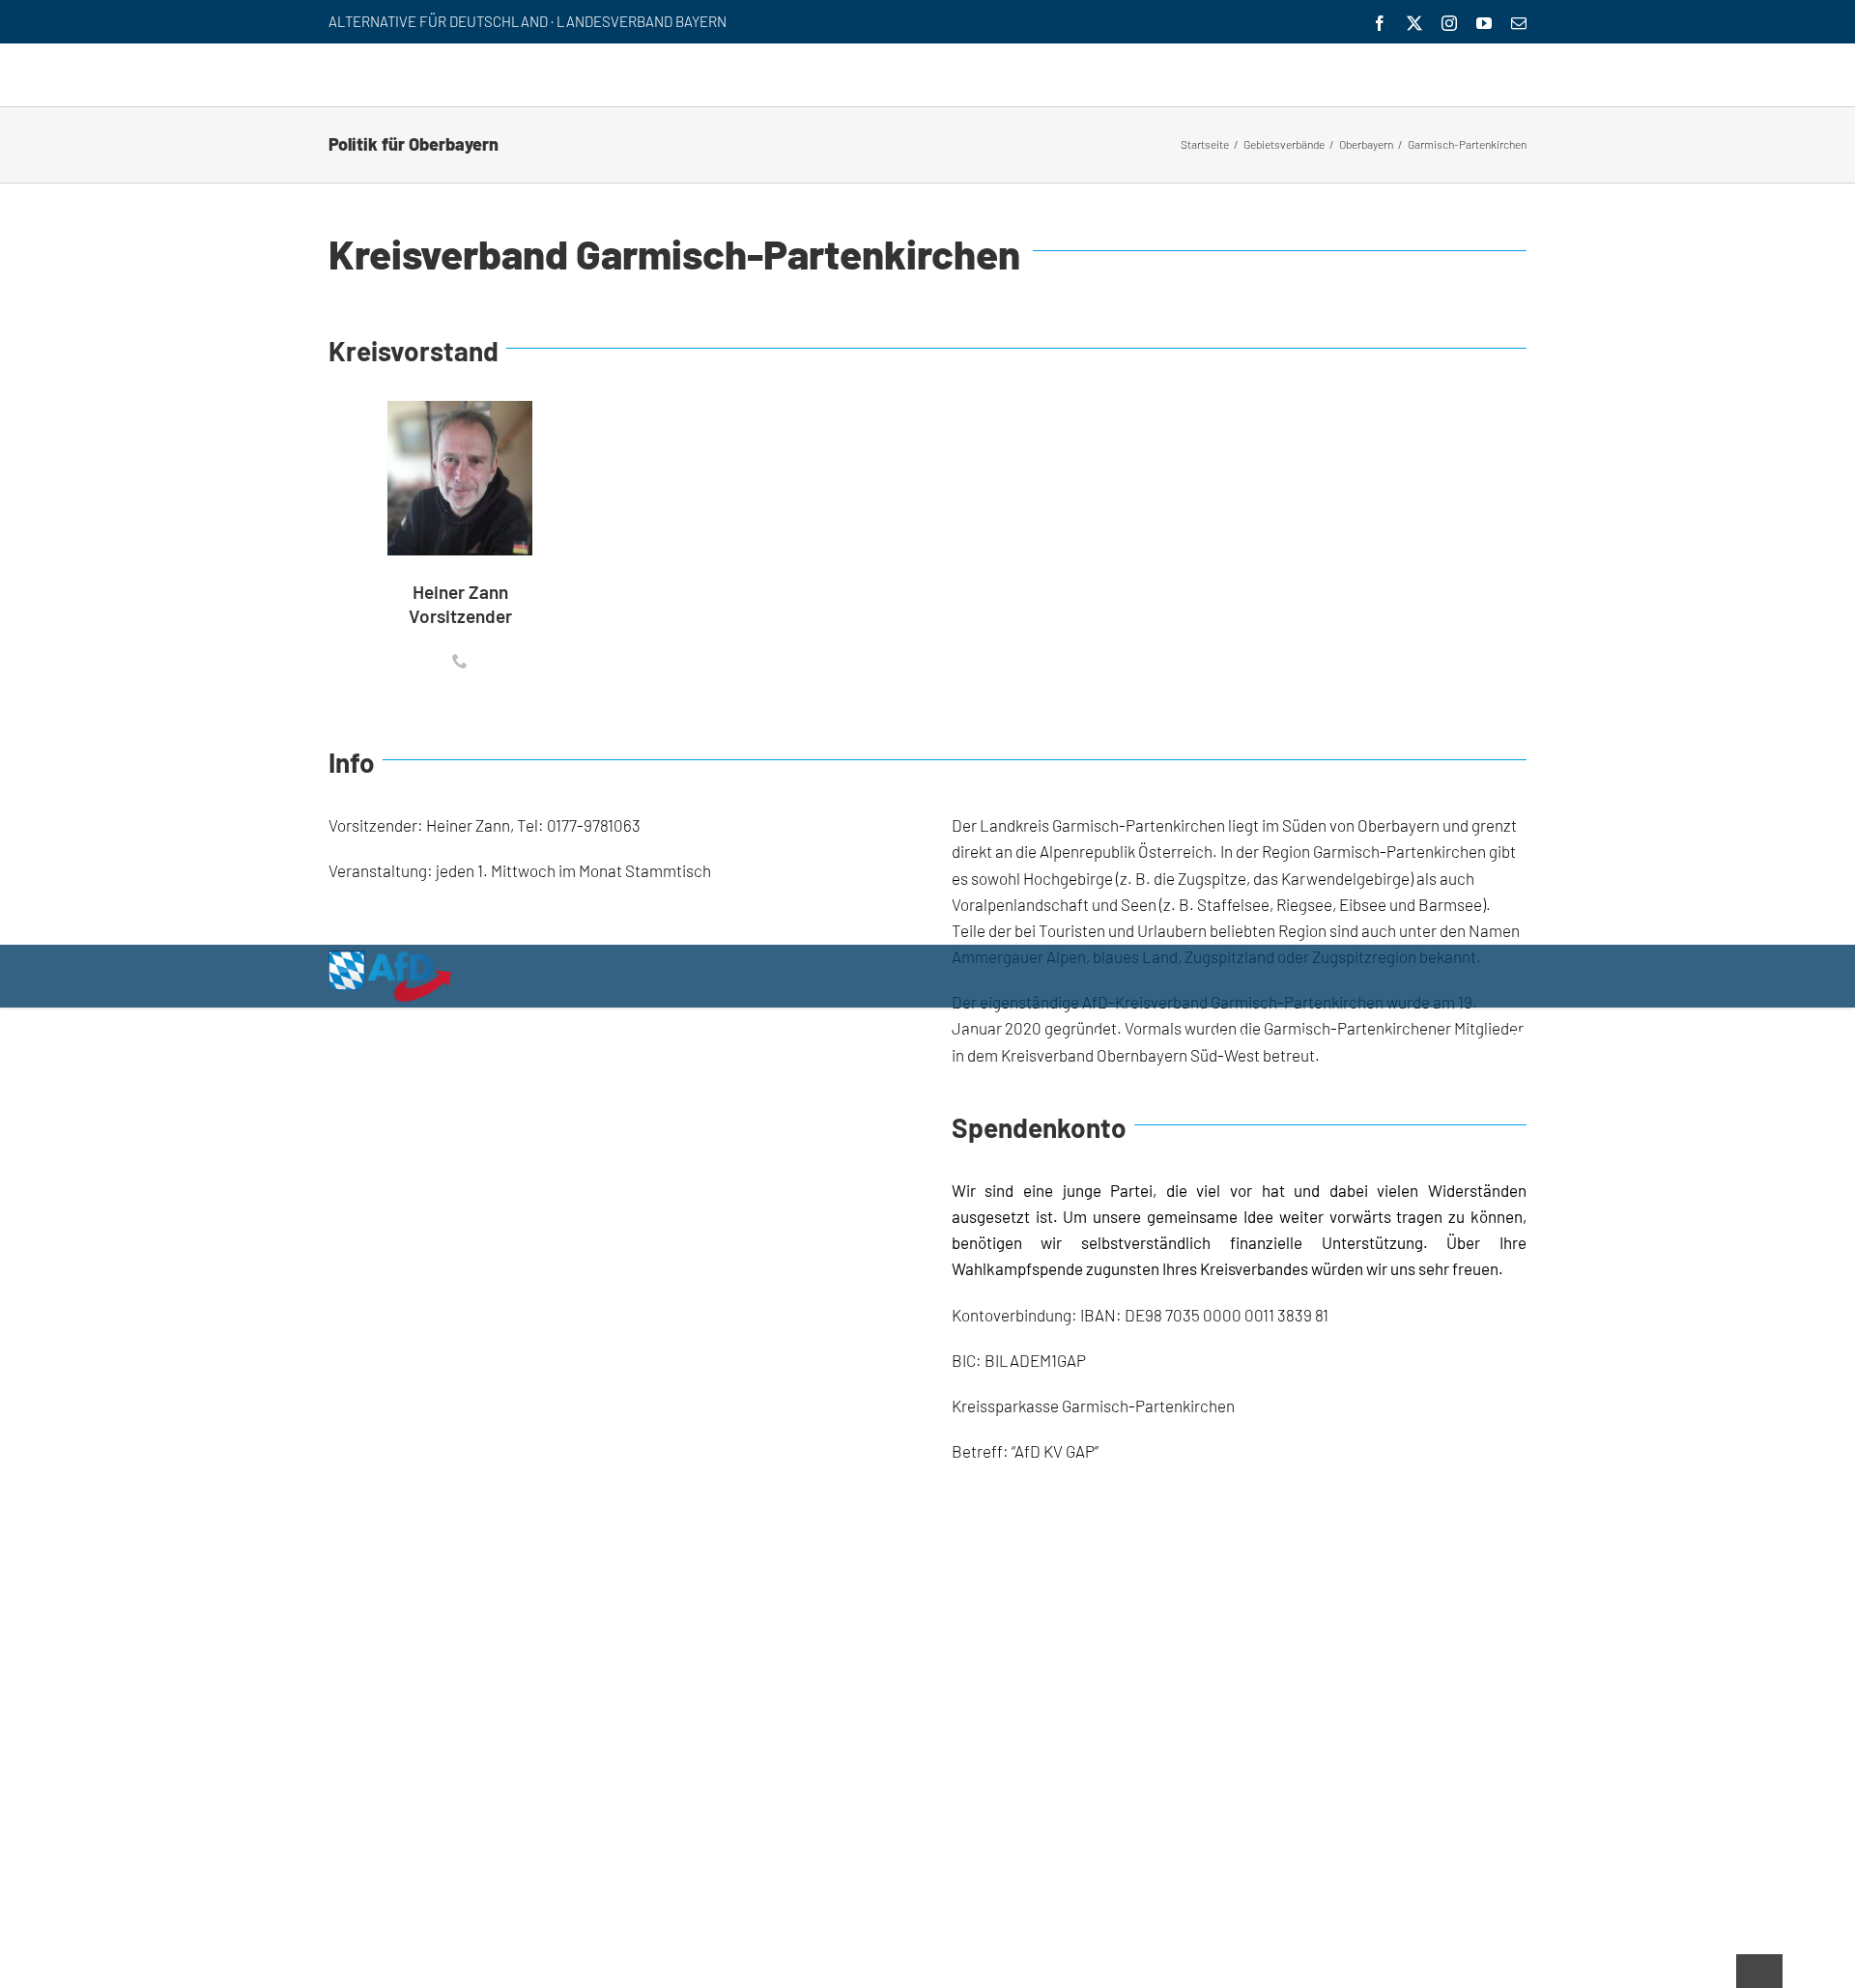 ALTERNATIVE FÜR DEUTSCHLAND · LANDESVERBAND BAYERN
Politik für Oberbayern
Startseite / Gebietsverbände / Oberbayern / Garmisch-Partenkirchen
Kreisverband Garmisch-Partenkirchen
Kreisvorstand
Heiner Zann
Vorsitzender
Info
Vorsitzender: Heiner Zann, Tel: 0177-9781063
Veranstaltung: jeden 1. Mittwoch im Monat Stammtisch
AfD
Der Landkreis Garmisch-Partenkirchen liegt im Süden von Oberbayern und grenzt
direkt an die Alpenrepublik Österreich. In der Region Garmisch-Partenkirchen gibt
es sowohl Hochgebirge (z. B. die Zugspitze, das Karwendelgebirge) als auch
Voralpenlandschaft und Seen (z. B. Staffelsee, Riegsee, Eibsee und Barmsee).
Teile der bei Touristen und Urlaubern beliebten Region sind auch unter den Namen
Ammergauer Alpen, blaues Land, Zugspitzland oder Zugspitzregion bekannt.
Der eigenständige AfD-Kreisverband Garmisch-Partenkirchen wurde am 19.
Januar 2020 gegründet. Vormals wurden die Garmisch-Partenkirchener Mitglieder
in dem Kreisverband Obernbayern Süd-West betreut.
Spendenkonto
Wir sind eine junge Partei, die viel vor hat und dabei vielen Widerständen
ausgesetzt ist. Um unsere gemeinsame Idee weiter vorwärts tragen zu können,
benötigen wir selbstverständlich finanzielle Unterstützung. Über Ihre
Wahlkampfspende zugunsten Ihres Kreisverbandes würden wir uns sehr freuen.
Kontoverbindung: IBAN: DE98 7035 0000 0011 3839 81
BIC: BILADEM1GAP
Kreissparkasse Garmisch-Partenkirchen
Betreff: “AfD KV GAP”